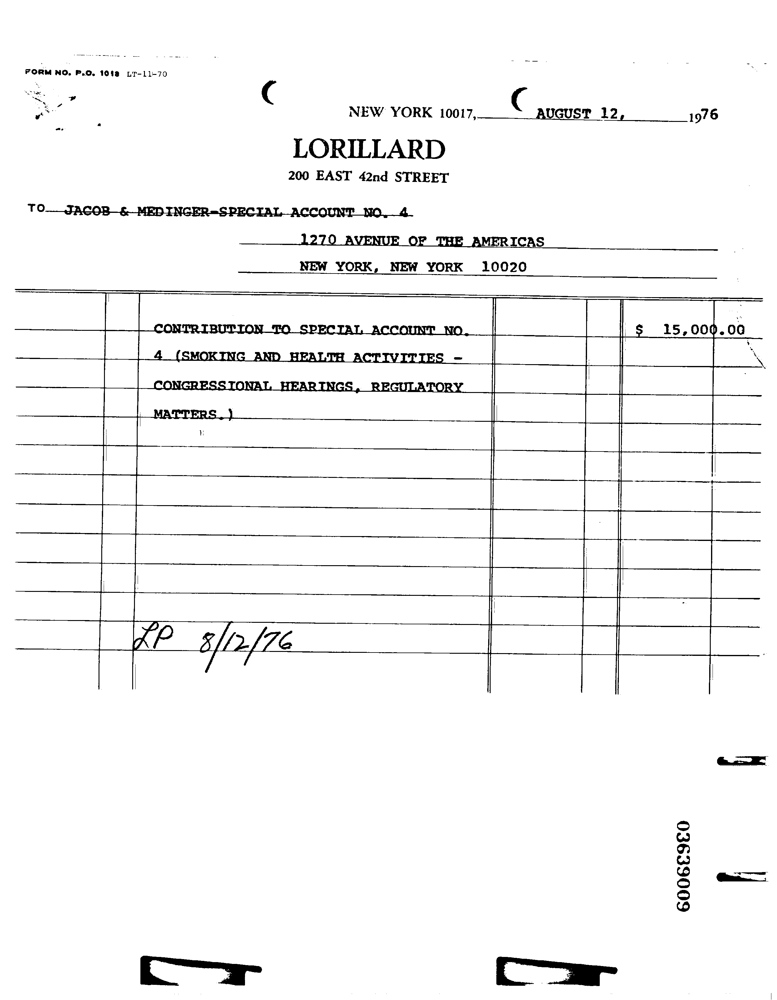 FORM NO. P.O. 1018 LT-11-70
NEW YORK 10017, AUGUST 12, 1976
LORILLARD
200 EAST 42nd STREET
TO JACOB & MEDINGER-SPECIAL ACCOUNT NO. 4
1270 AVENUE OF THE AMERICAS
NEW YORK, NEW YORK 10020
CONTRIBUTION TO SPECIAL ACCOUNT NO. $ 15,000.00
4 (SMOKING AND HEALTH ACTIVITIES -
CONGRESSIONAL HEARINGS, REGULATORY
MATTERS.)
LP 8/12/76
03639009